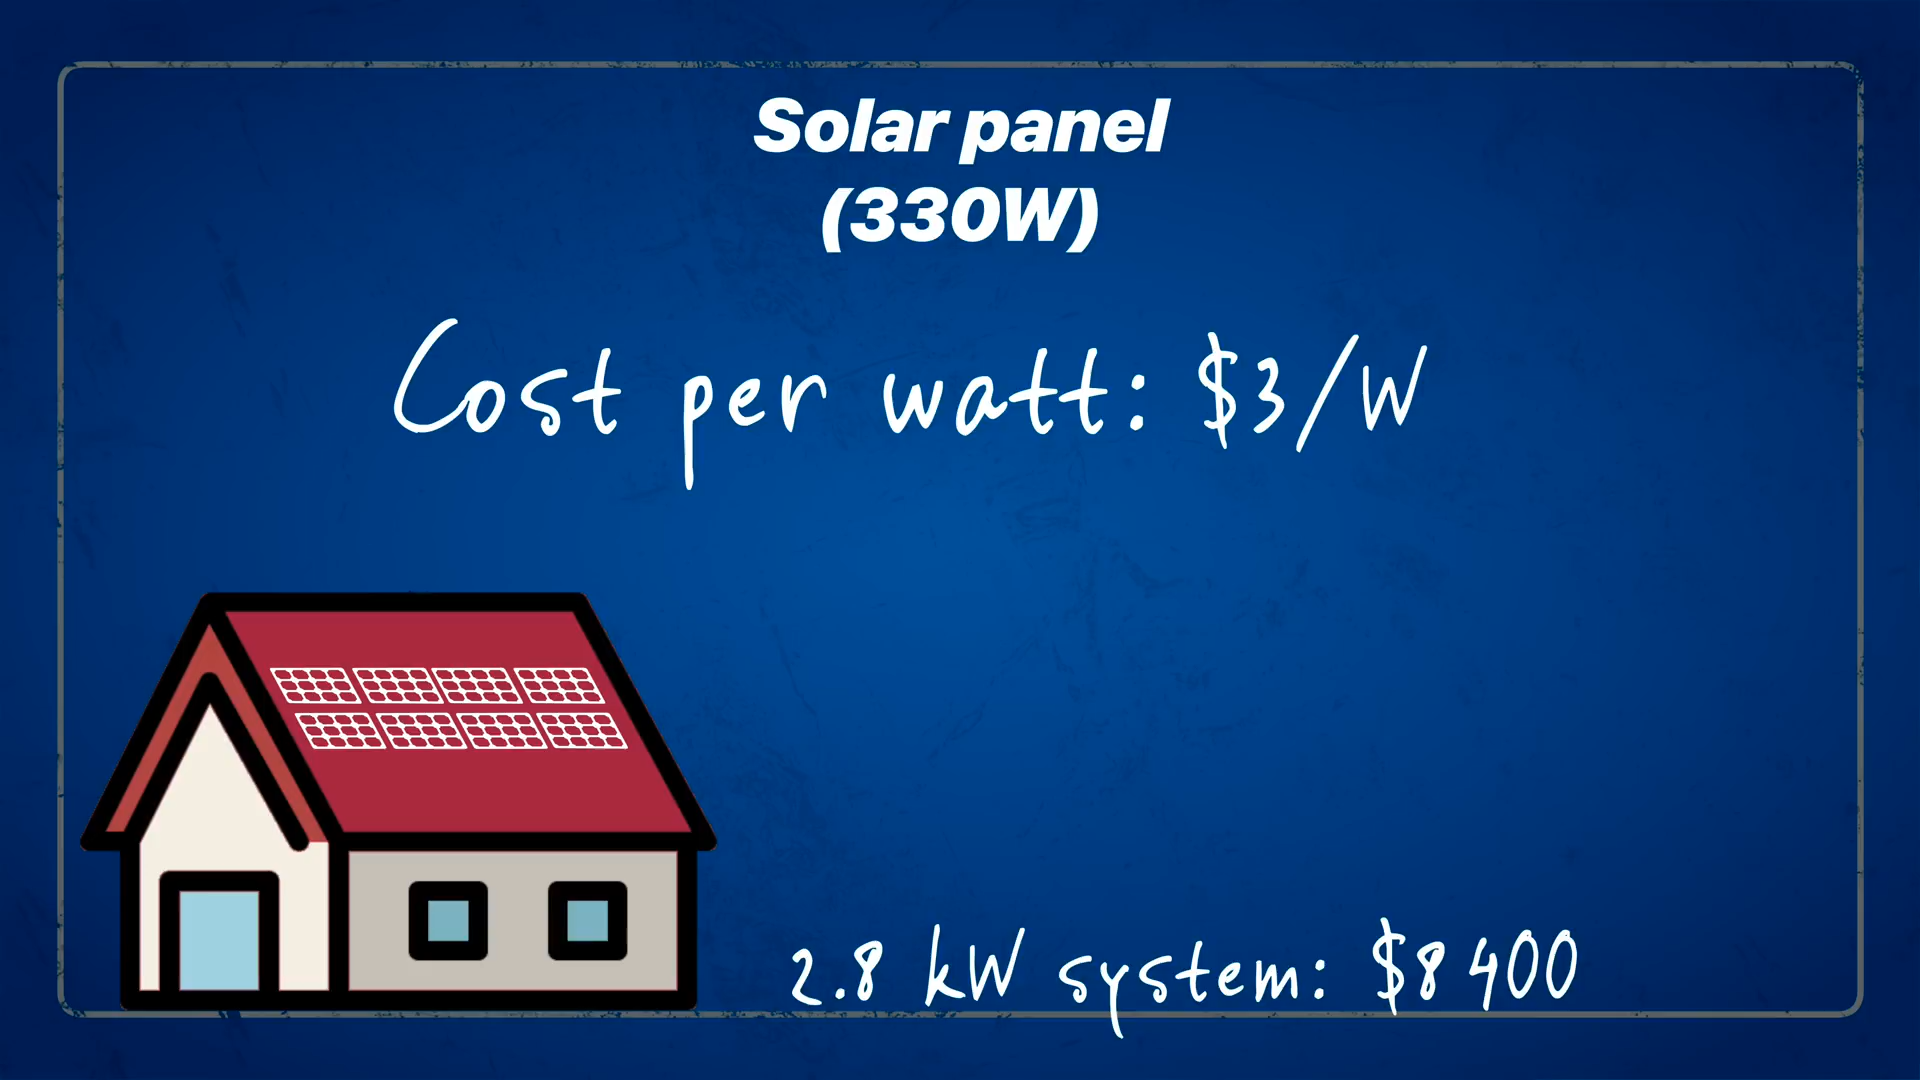 Solar panel
(330W)
Cost per watt: $3/W
2.8 kW system: $8 400